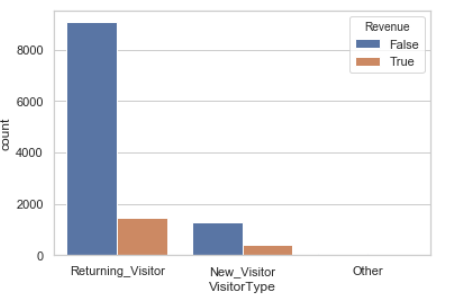 Revenue
False
True
8000
6000
4000
2000
0
count
Returning_Visitor
New_Visitor
Other
VisitorType